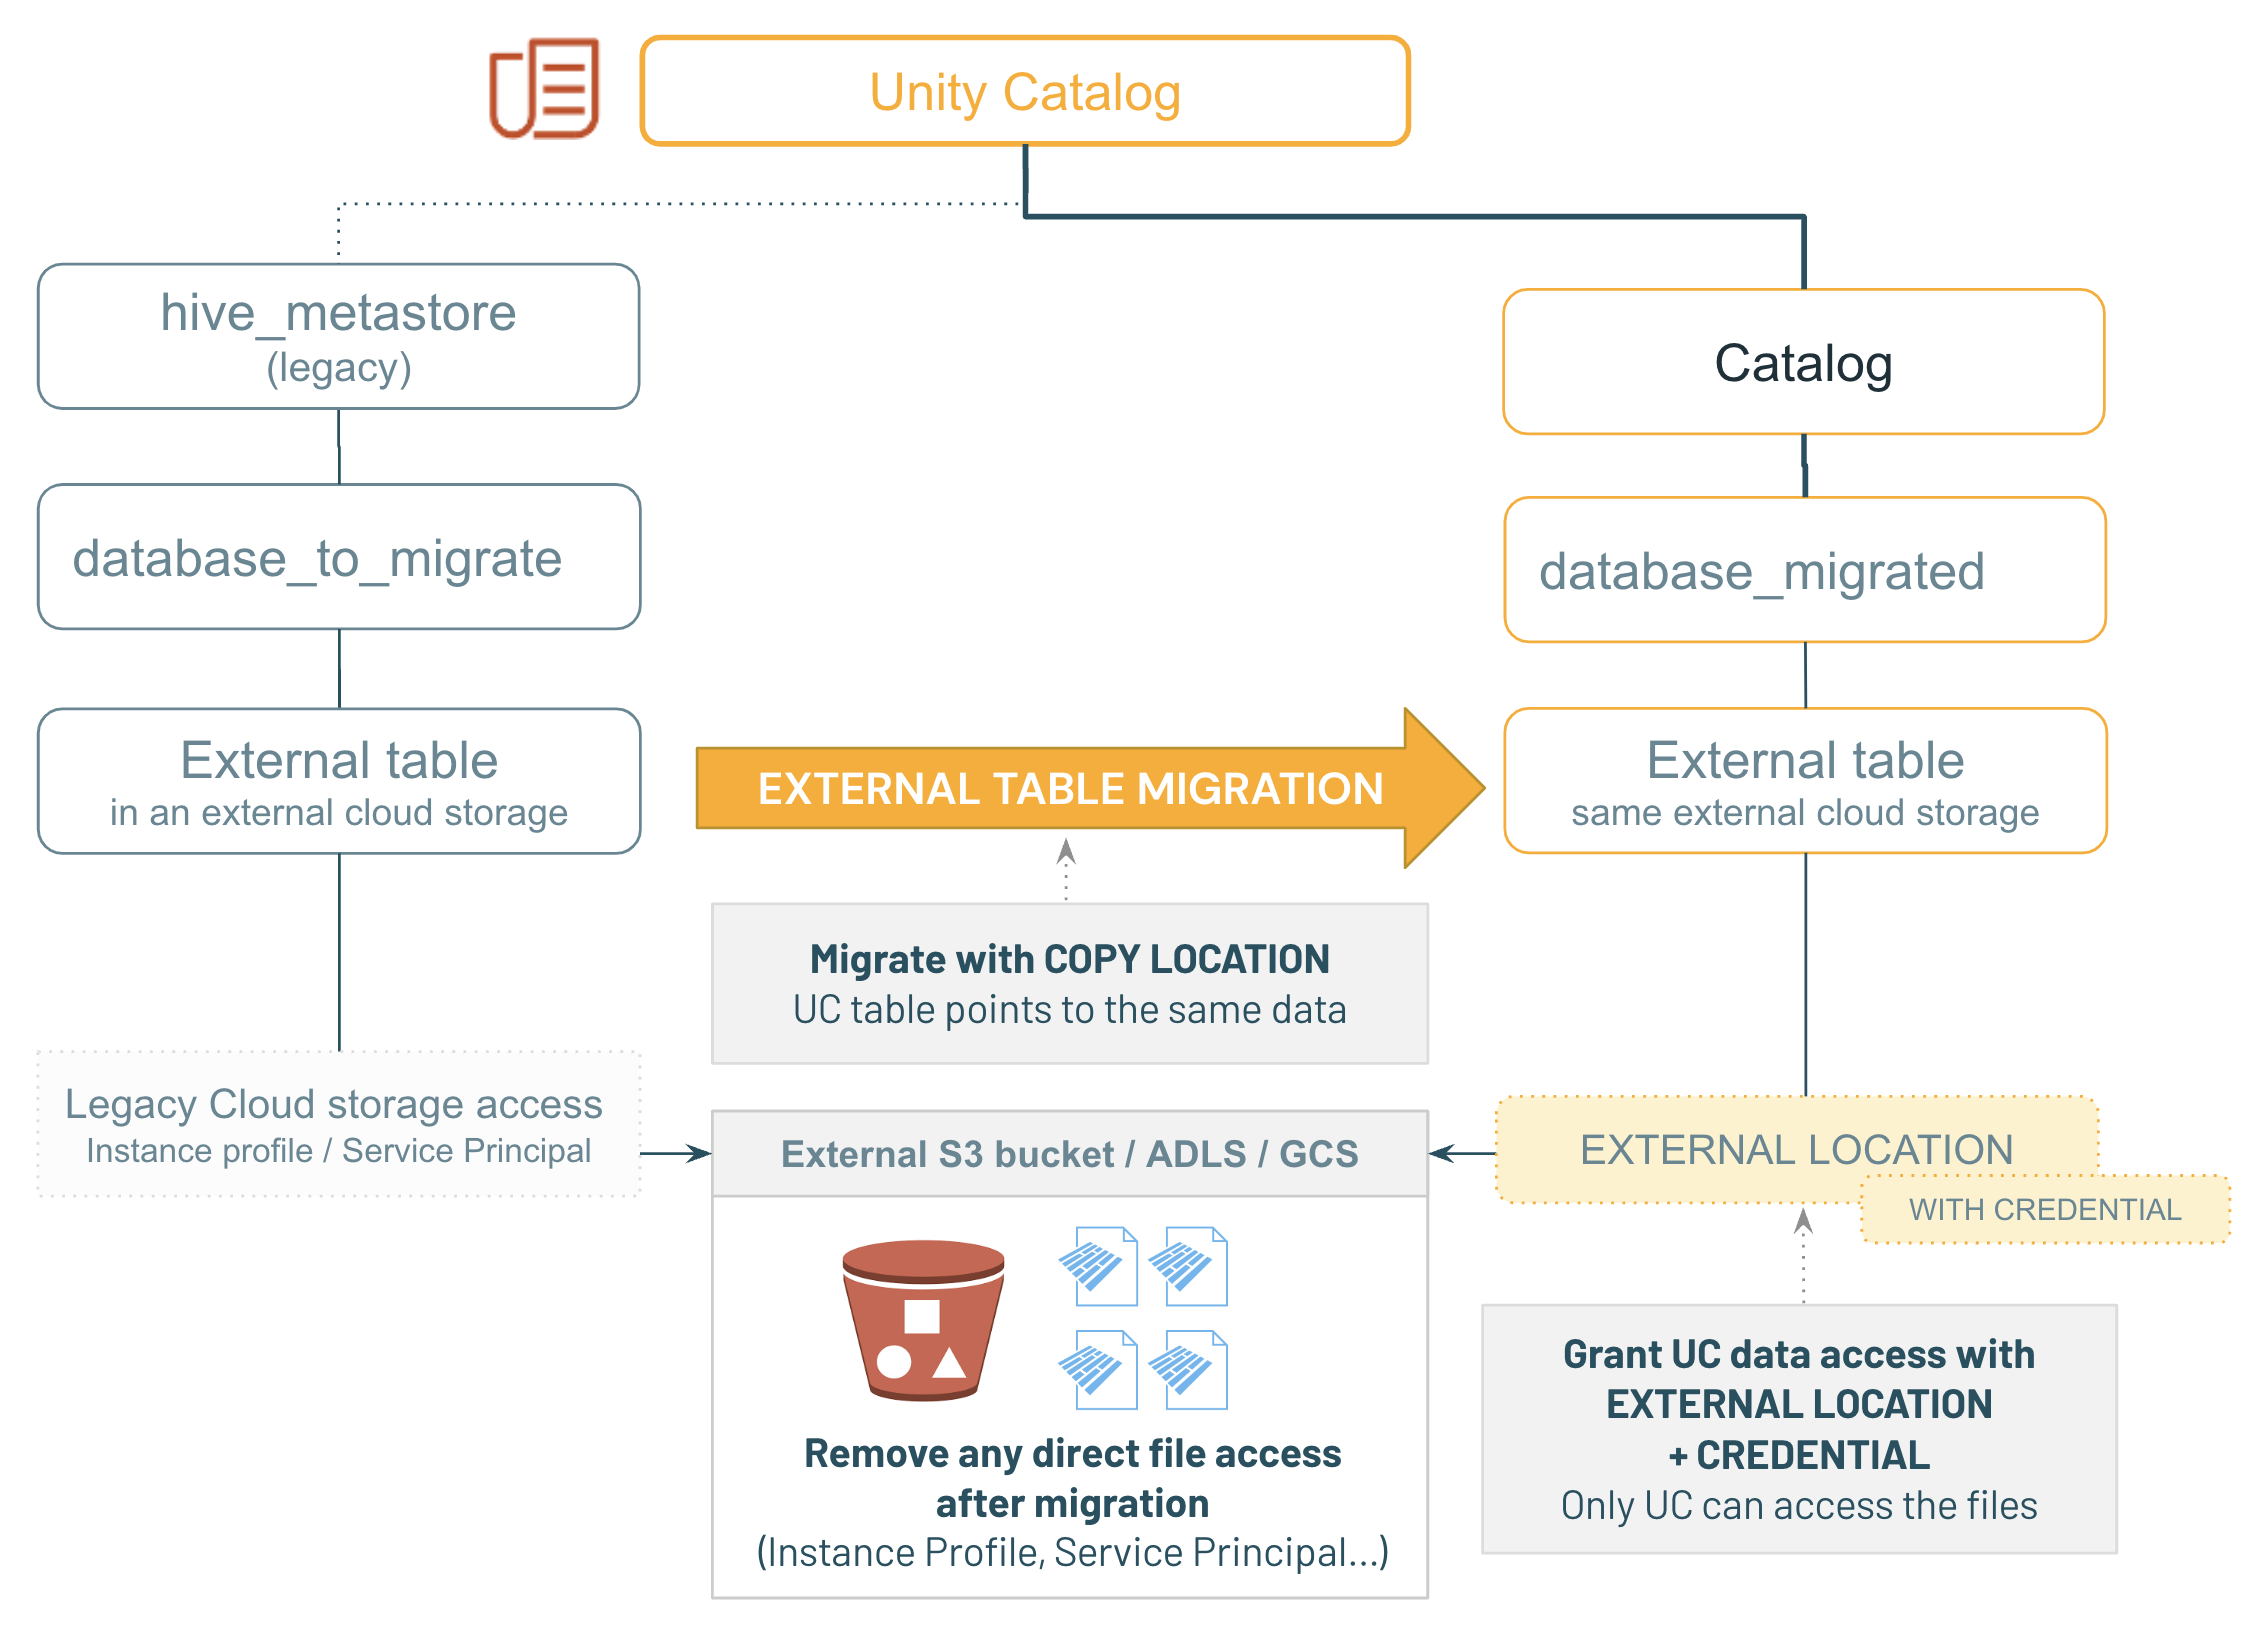 Unity Catalog
hive_metastore
(legacy)
Catalog
database_to_migrate
database_migrated
External table
in an external cloud storage
EXTERNAL TABLE MIGRATION
External table
same external cloud storage
Migrate with COPY LOCATION
UC table points to the same data
Legacy Cloud storage access
Instance profile / Service Principal
External S3 bucket / ADLS / GCS
EXTERNAL LOCATION
WITH CREDENTIAL
Remove any direct file access
after migration
(Instance Profile, Service Principal...)
Grant UC data access with
EXTERNAL LOCATION
+ CREDENTIAL
Only UC can access the files